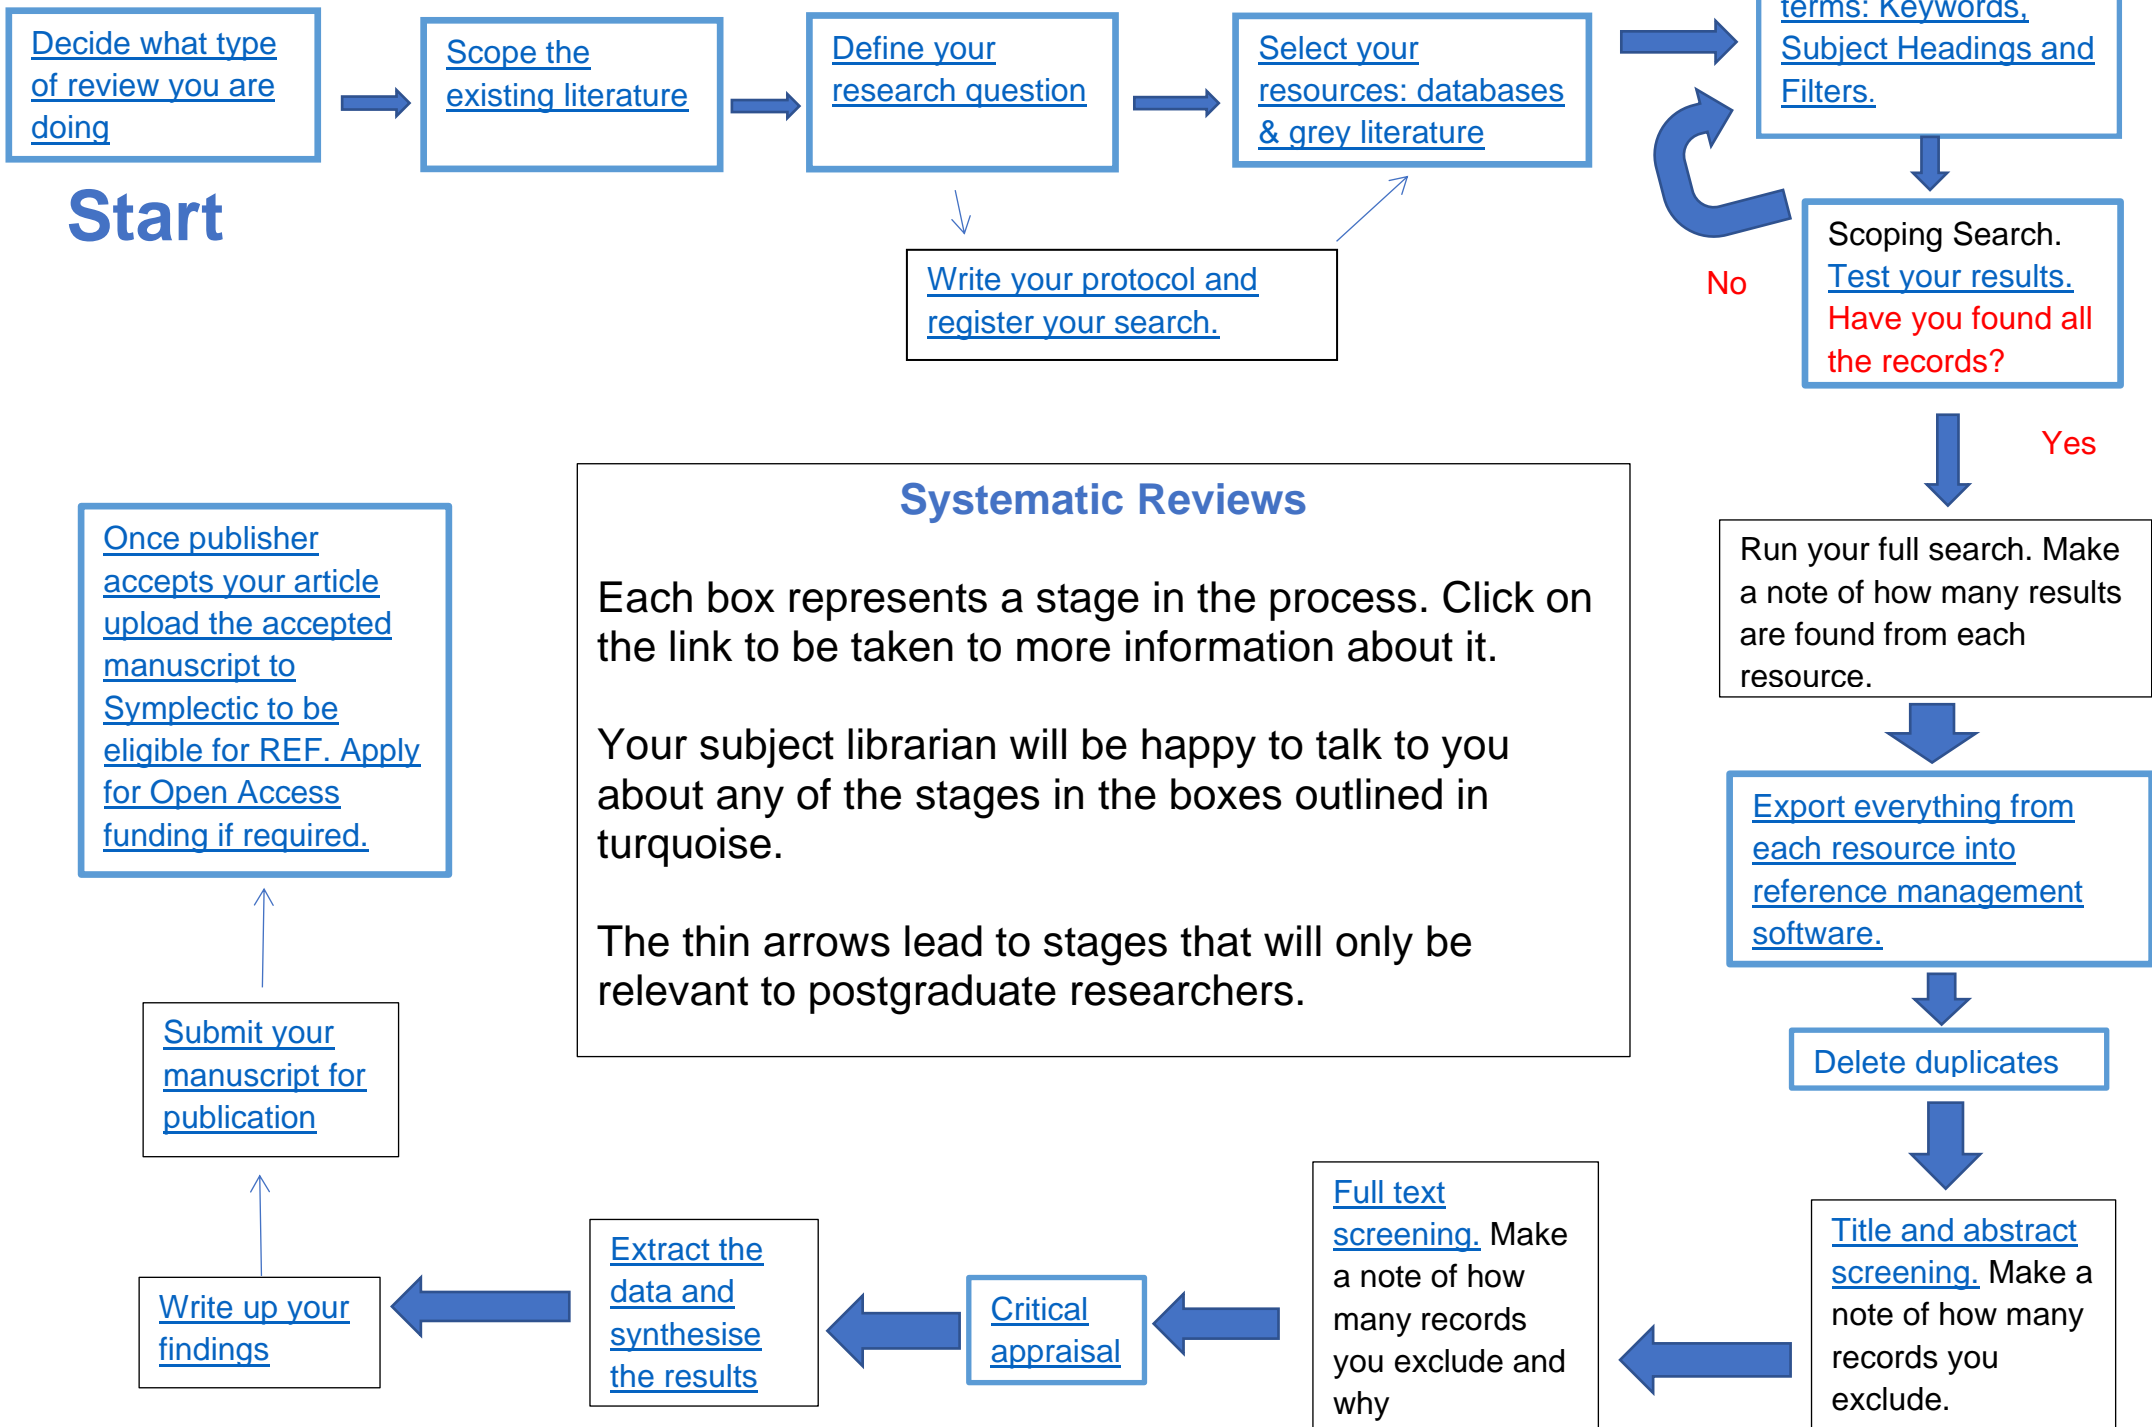 Decide what type
of review you are
doing
Scope the
existing literature
Define your
research question
Select your
resources: databases
& grey literature
terms: Keywords,
Subject Headings and
Filters.
Start
Write your protocol and
register your search.
No
Scoping Search.
Test your results.
Have you found all
the records?
Yes
Systematic Reviews
Each box represents a stage in the process. Click on
the link to be taken to more information about it.
Your subject librarian will be happy to talk to you
about any of the stages in the boxes outlined in
turquoise.
The thin arrows lead to stages that will only be
relevant to postgraduate researchers.
Run your full search. Make
a note of how many results
are found from each
resource.
Export everything from
each resource into
reference management
software.
Delete duplicates
Title and abstract
screening. Make a
note of how many
records you
exclude.
Full text
screening. Make
a note of how
many records
you exclude and
why
Critical
appraisal
Extract the
data and
synthesise
the results
Write up your
findings
Submit your
manuscript for
publication
Once publisher
accepts your article
upload the accepted
manuscript to
Symplectic to be
eligible for REF. Apply
for Open Access
funding if required.